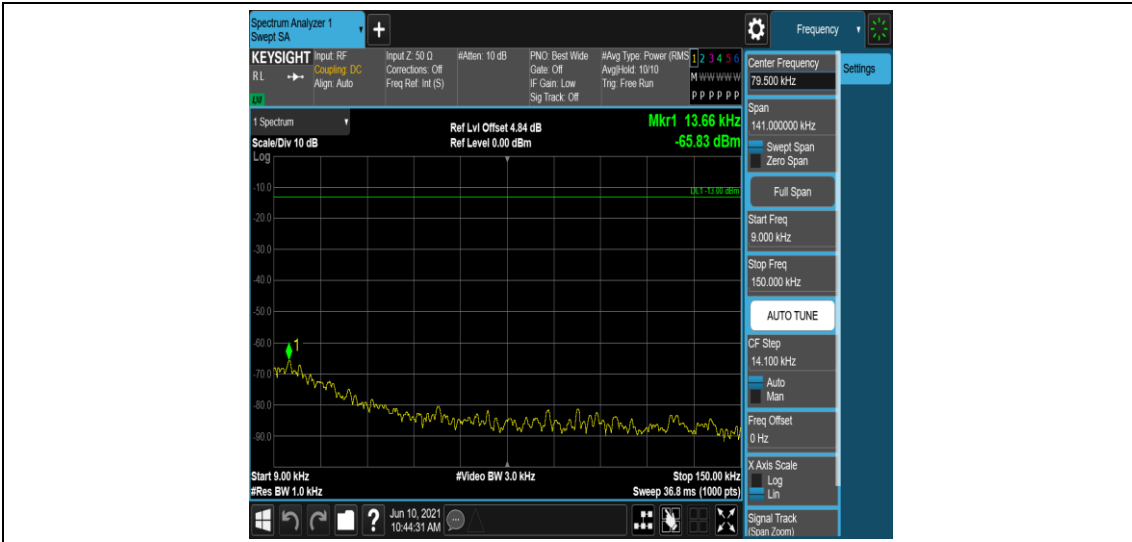 Spectrum Analyzer 1
Swept SA
+
Frequency
KEYSIGHT
RL
LXI
Input: RF
Coupling: DC
Align: Auto
Input Z: 50 Ω
Corrections: Off
Freq Ref: Int (S)
#Atten: 10 dB
PNO: Best Wide
Gate: Off
IF Gain: Low
Sig Track: Off
#Avg Type: Power (RMS
Avg|Hold: 10/10
Trig: Free Run
1 2 3 4 5 6
M W W W W W
P P P P P P
1 Spectrum
Scale/Div 10 dB
Log
Ref Lvl Offset 4.84 dB
Ref Level 0.00 dBm
Mkr1 13.66 kHz
-65.83 dBm
DL1 -13.00 dBm
-10.0
-20.0
-30.0
-40.0
-50.0
-60.0
1
-70.0
-80.0
-90.0
Start 9.00 kHz
#Res BW 1.0 kHz
#Video BW 3.0 kHz
Stop 150.00 kHz
Sweep 36.8 ms (1000 pts)
?
Jun 10, 2021
10:44:31 AM
Center Frequency
79.500 kHz
Settings
Span
141.000000 kHz
Swept Span
Zero Span
Full Span
Start Freq
9.000 kHz
Stop Freq
150.000 kHz
AUTO TUNE
CF Step
14.100 kHz
Auto
Man
Freq Offset
0 Hz
X Axis Scale
Log
Lin
Signal Track
(Span Zoom)